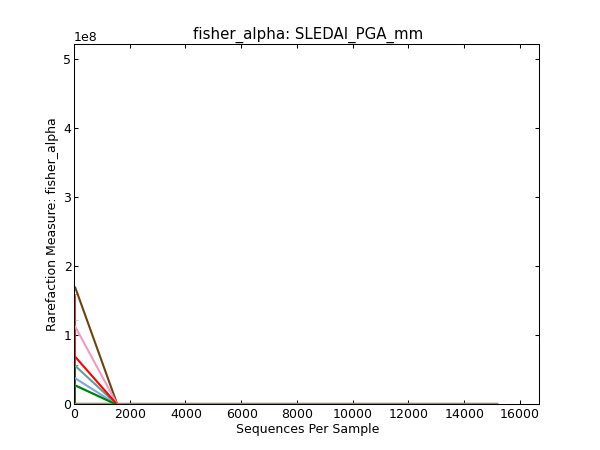 fisher_alpha: SLEDAI_PGA_mm
1e8
5
4
3
2
1
0
Rarefaction Measure: fisher_alpha
0 2000 4000 6000 8000 10000 12000 14000 16000
Sequences Per Sample